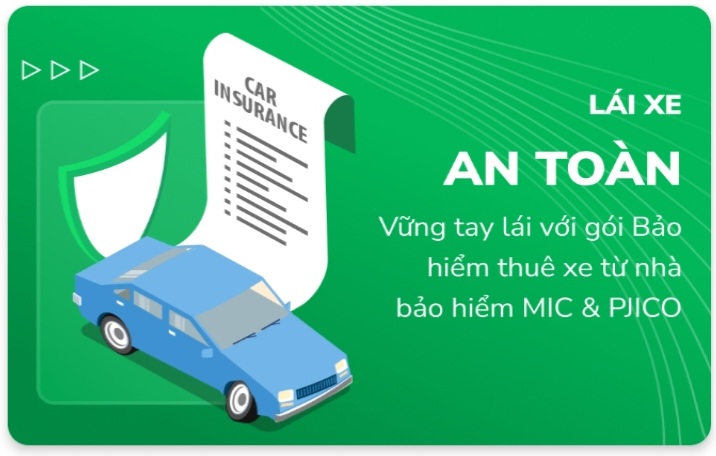 CAR
INSURANCE
LÁI XE
AN TOÀN
Vững tay lái với gói Bảo
hiểm thuê xe từ nhà
bảo hiểm MIC & PJICO